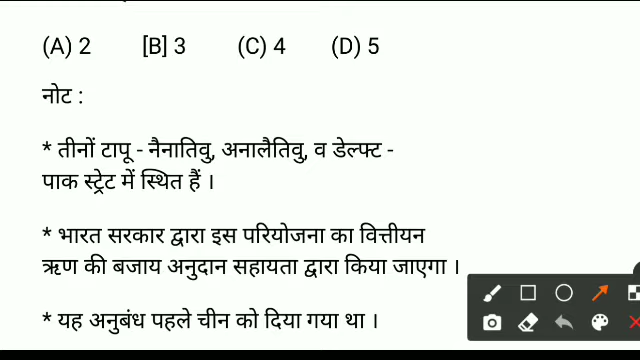 (A) 2 [B] 3 (C) 4 (D) 5
नोट :
* तीनों टापू - नैनातिवु, अनालैतिवु, व डेल्फ्ट -
पाक स्ट्रेट में स्थित हैं ।
* भारत सरकार द्वारा इस परियोजना का वित्तीयन
ऋण की बजाय अनुदान सहायता द्वारा किया जाएगा ।
* यह अनुबंध पहले चीन को दिया गया था ।